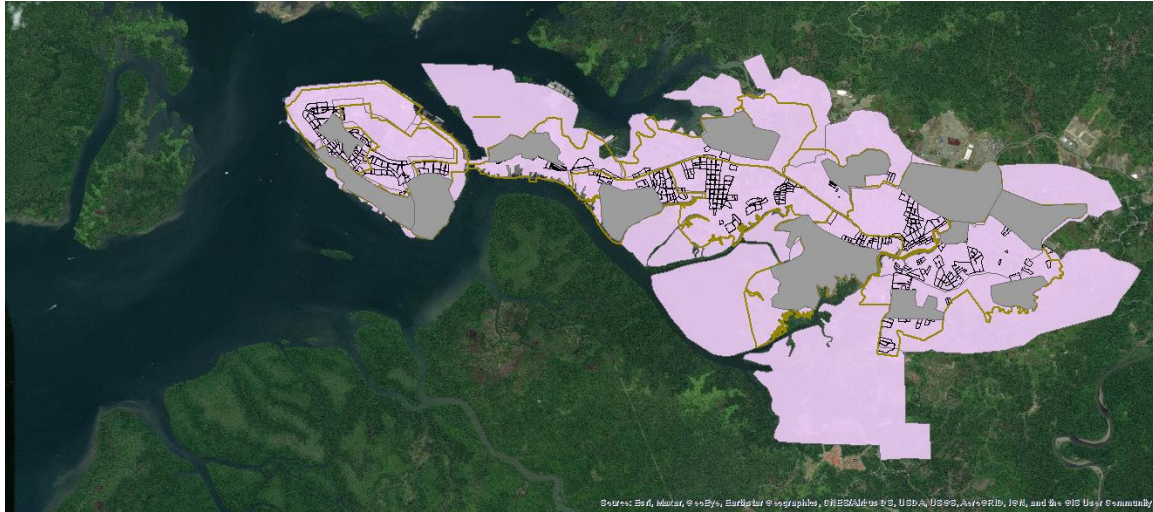 Source: Esri, Maxar, GeoEye, Earthstar Geographics, CNES/Airbus DS, USDA, USGS, AeroGRID, IGN, and the GIS User Community